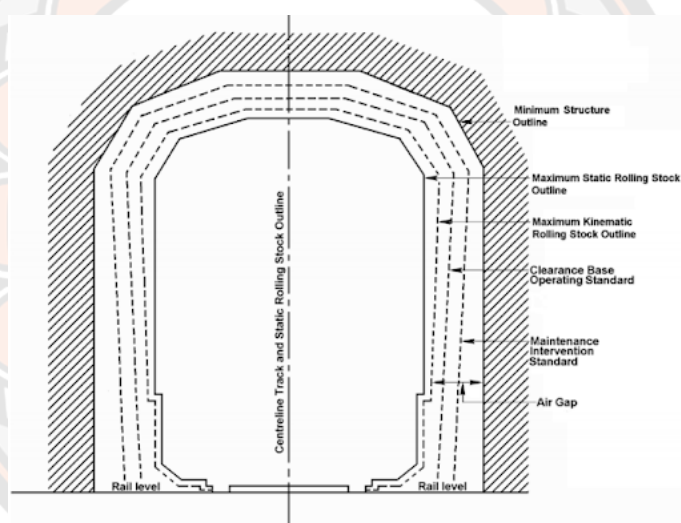 Minimum Structure
Outline
Maximum Static Rolling Stock
Outline
Maximum Kinematic
Rolling Stock Outline
Clearance Base
Operating Standard
Maintenance
Intervention
Standard
Air Gap
Centreline Track and Static Rolling Stock Outline
Rail level
Rail level